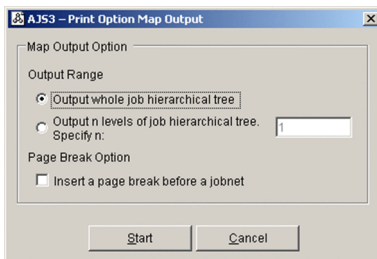 AJS3 – Print Option Map Output
Map Output Option
Output Range
Output whole job hierarchical tree
Output n levels of job hierarchical tree.
Specify n:
1
Page Break Option
Insert a page break before a jobnet
Start Cancel